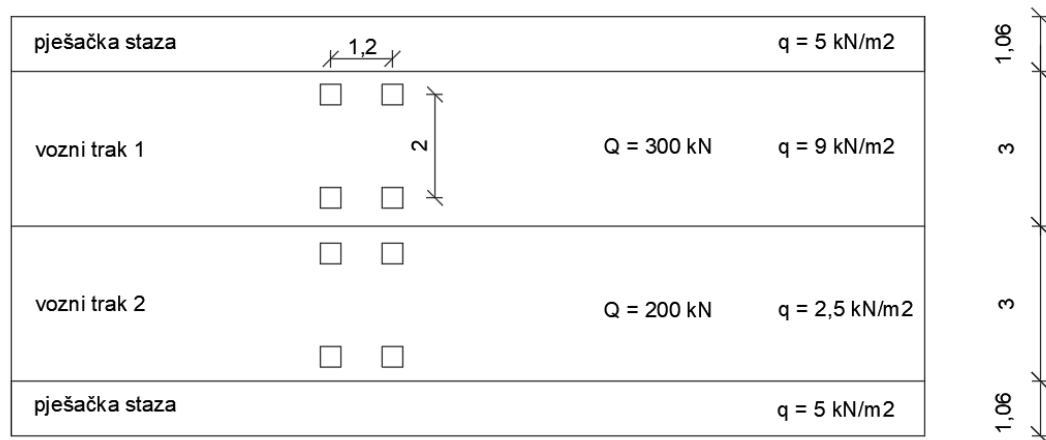 pješačka staza
q = 5 kN/m2
1,06
1,2
vozni trak 1
2
Q = 300 kN
q = 9 kN/m2
3
vozni trak 2
Q = 200 kN
q = 2,5 kN/m2
3
pješačka staza
q = 5 kN/m2
1,06